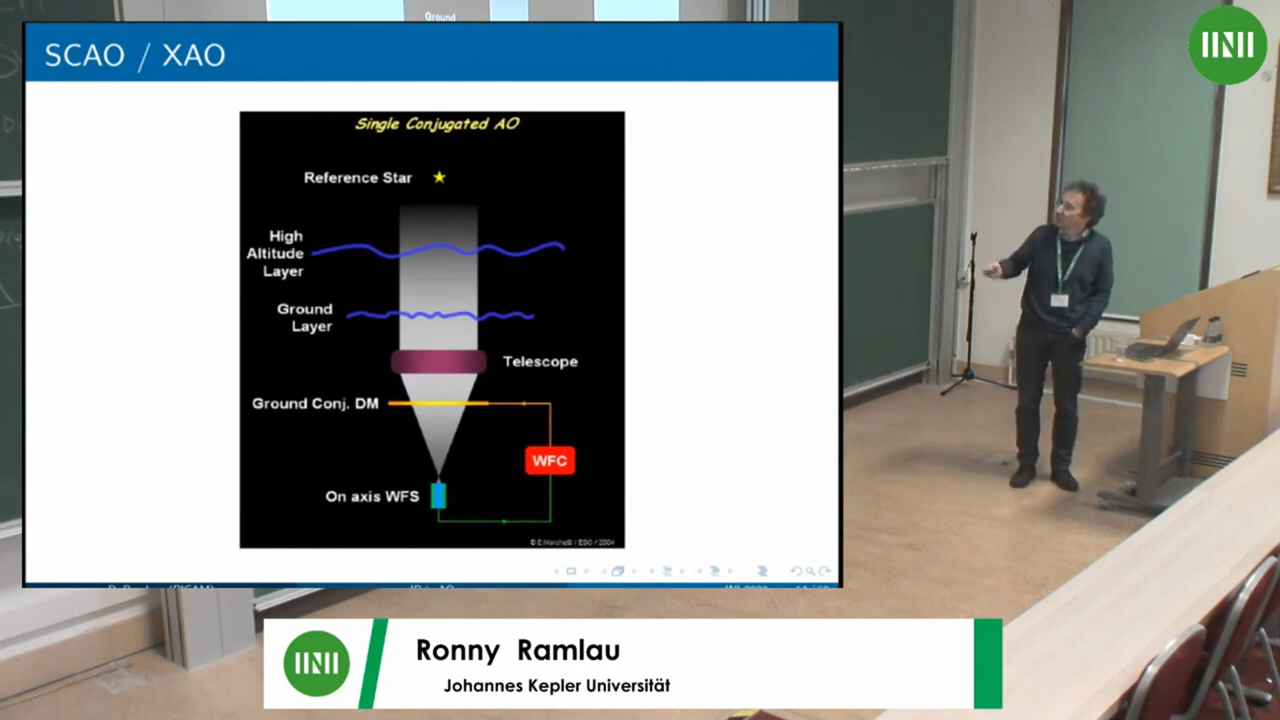 Ground
SCAO / XAO
Single Conjugated AO
Reference Star
High
Altitude
Layer
Ground
Layer
Telescope
Ground Conj. DM
WFC
On axis WFS
© E.Marchetti / ESO / 2004
Ronny Ramlau
Johannes Kepler Universität